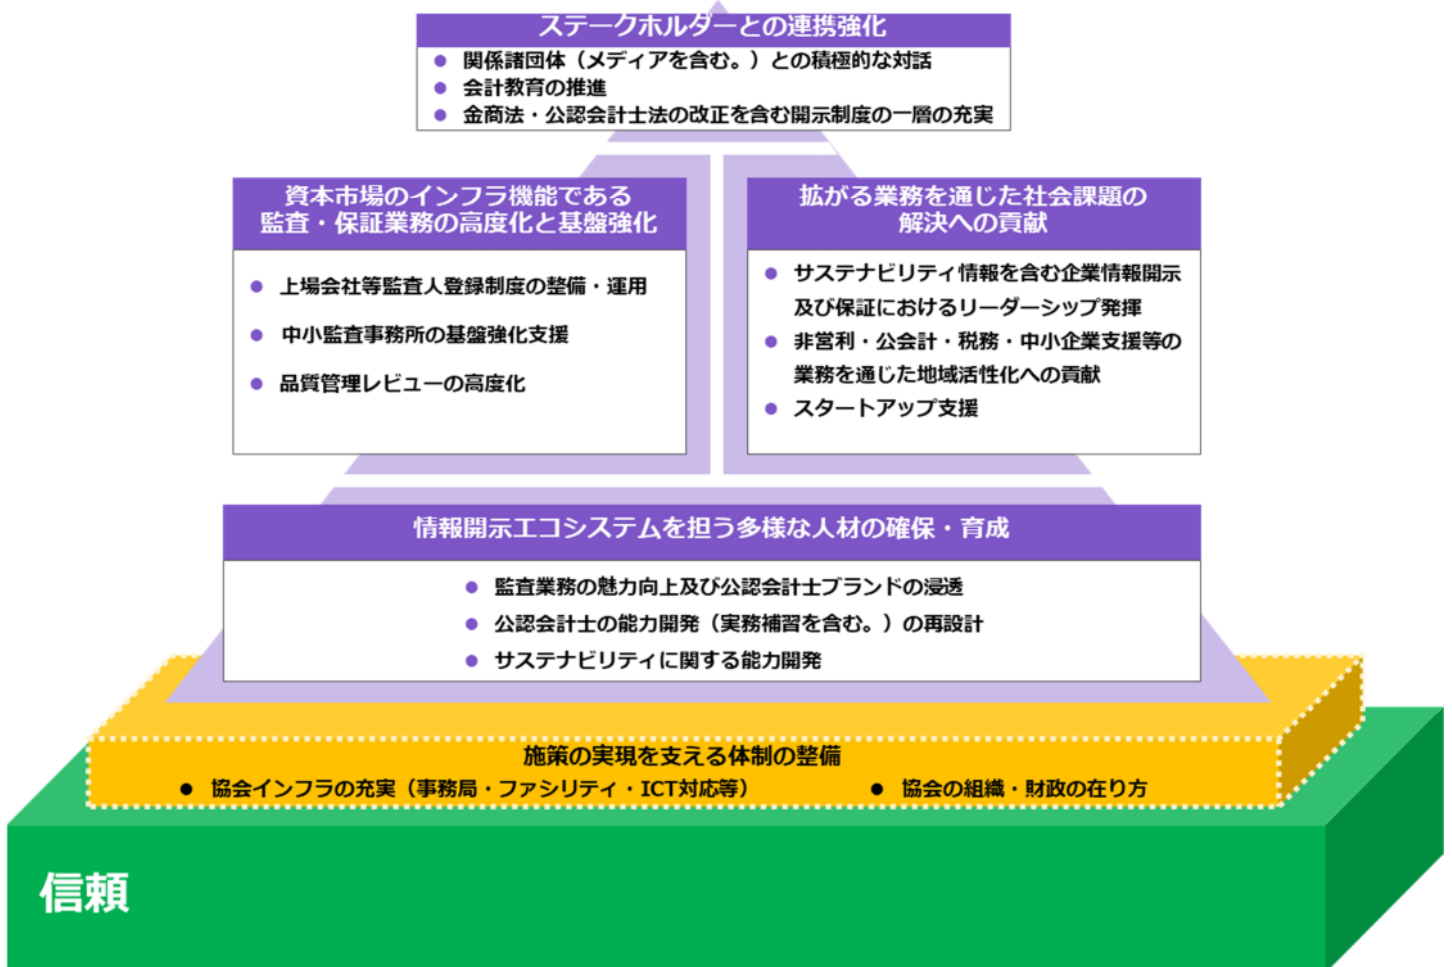 ステークホルダーとの連携強化
● 関係諸団体（メディアを含む。）との積極的な対話
● 会計教育の推進
● 金商法・公認会計士法の改正を含む開示制度の一層の充実
資本市場のインフラ機能である
監査・保証業務の高度化と基盤強化
● 上場会社等監査人登録制度の整備・運用
● 中小監査事務所の基盤強化支援
● 品質管理レビューの高度化
拡がる業務を通じた社会課題の
解決への貢献
● サステナビリティ情報を含む企業情報開示
及び保証におけるリーダーシップ発揮
● 非営利・公会計・税務・中小企業支援等の
業務を通じた地域活性化への貢献
● スタートアップ支援
情報開示エコシステムを担う多様な人材の確保・育成
● 監査業務の魅力向上及び公認会計士ブランドの浸透
● 公認会計士の能力開発（実務補習を含む。）の再設計
● サステナビリティに関する能力開発
施策の実現を支える体制の整備
● 協会インフラの充実（事務局・ファシリティ・ICT対応等）
● 協会の組織・財政の在り方
信頼